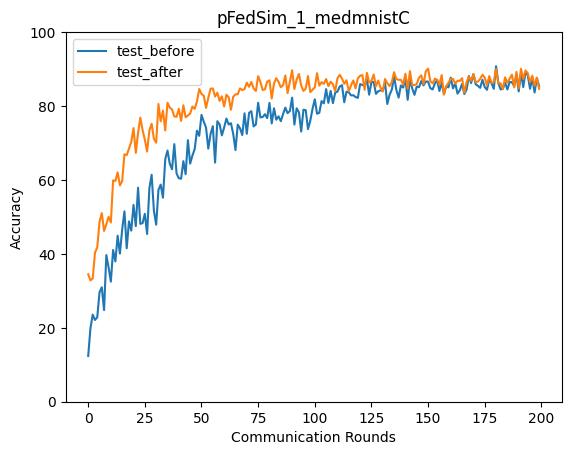 pFedSim_1_medmnistC
test_before
test_after
100
80
60
40
20
0
Accuracy
0 25 50 75 100 125 150 175 200
Communication Rounds